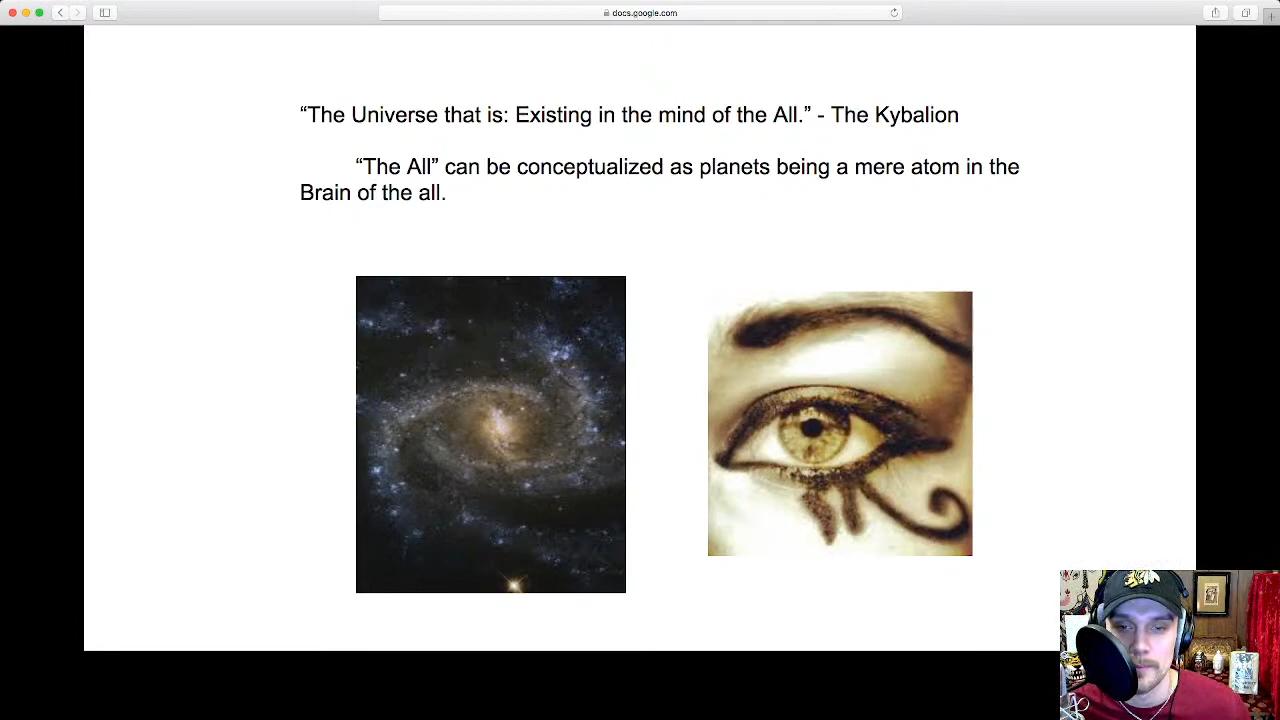 docs.google.com
“The Universe that is: Existing in the mind of the All.” - The Kybalion
“The All” can be conceptualized as planets being a mere atom in the
Brain of the all.